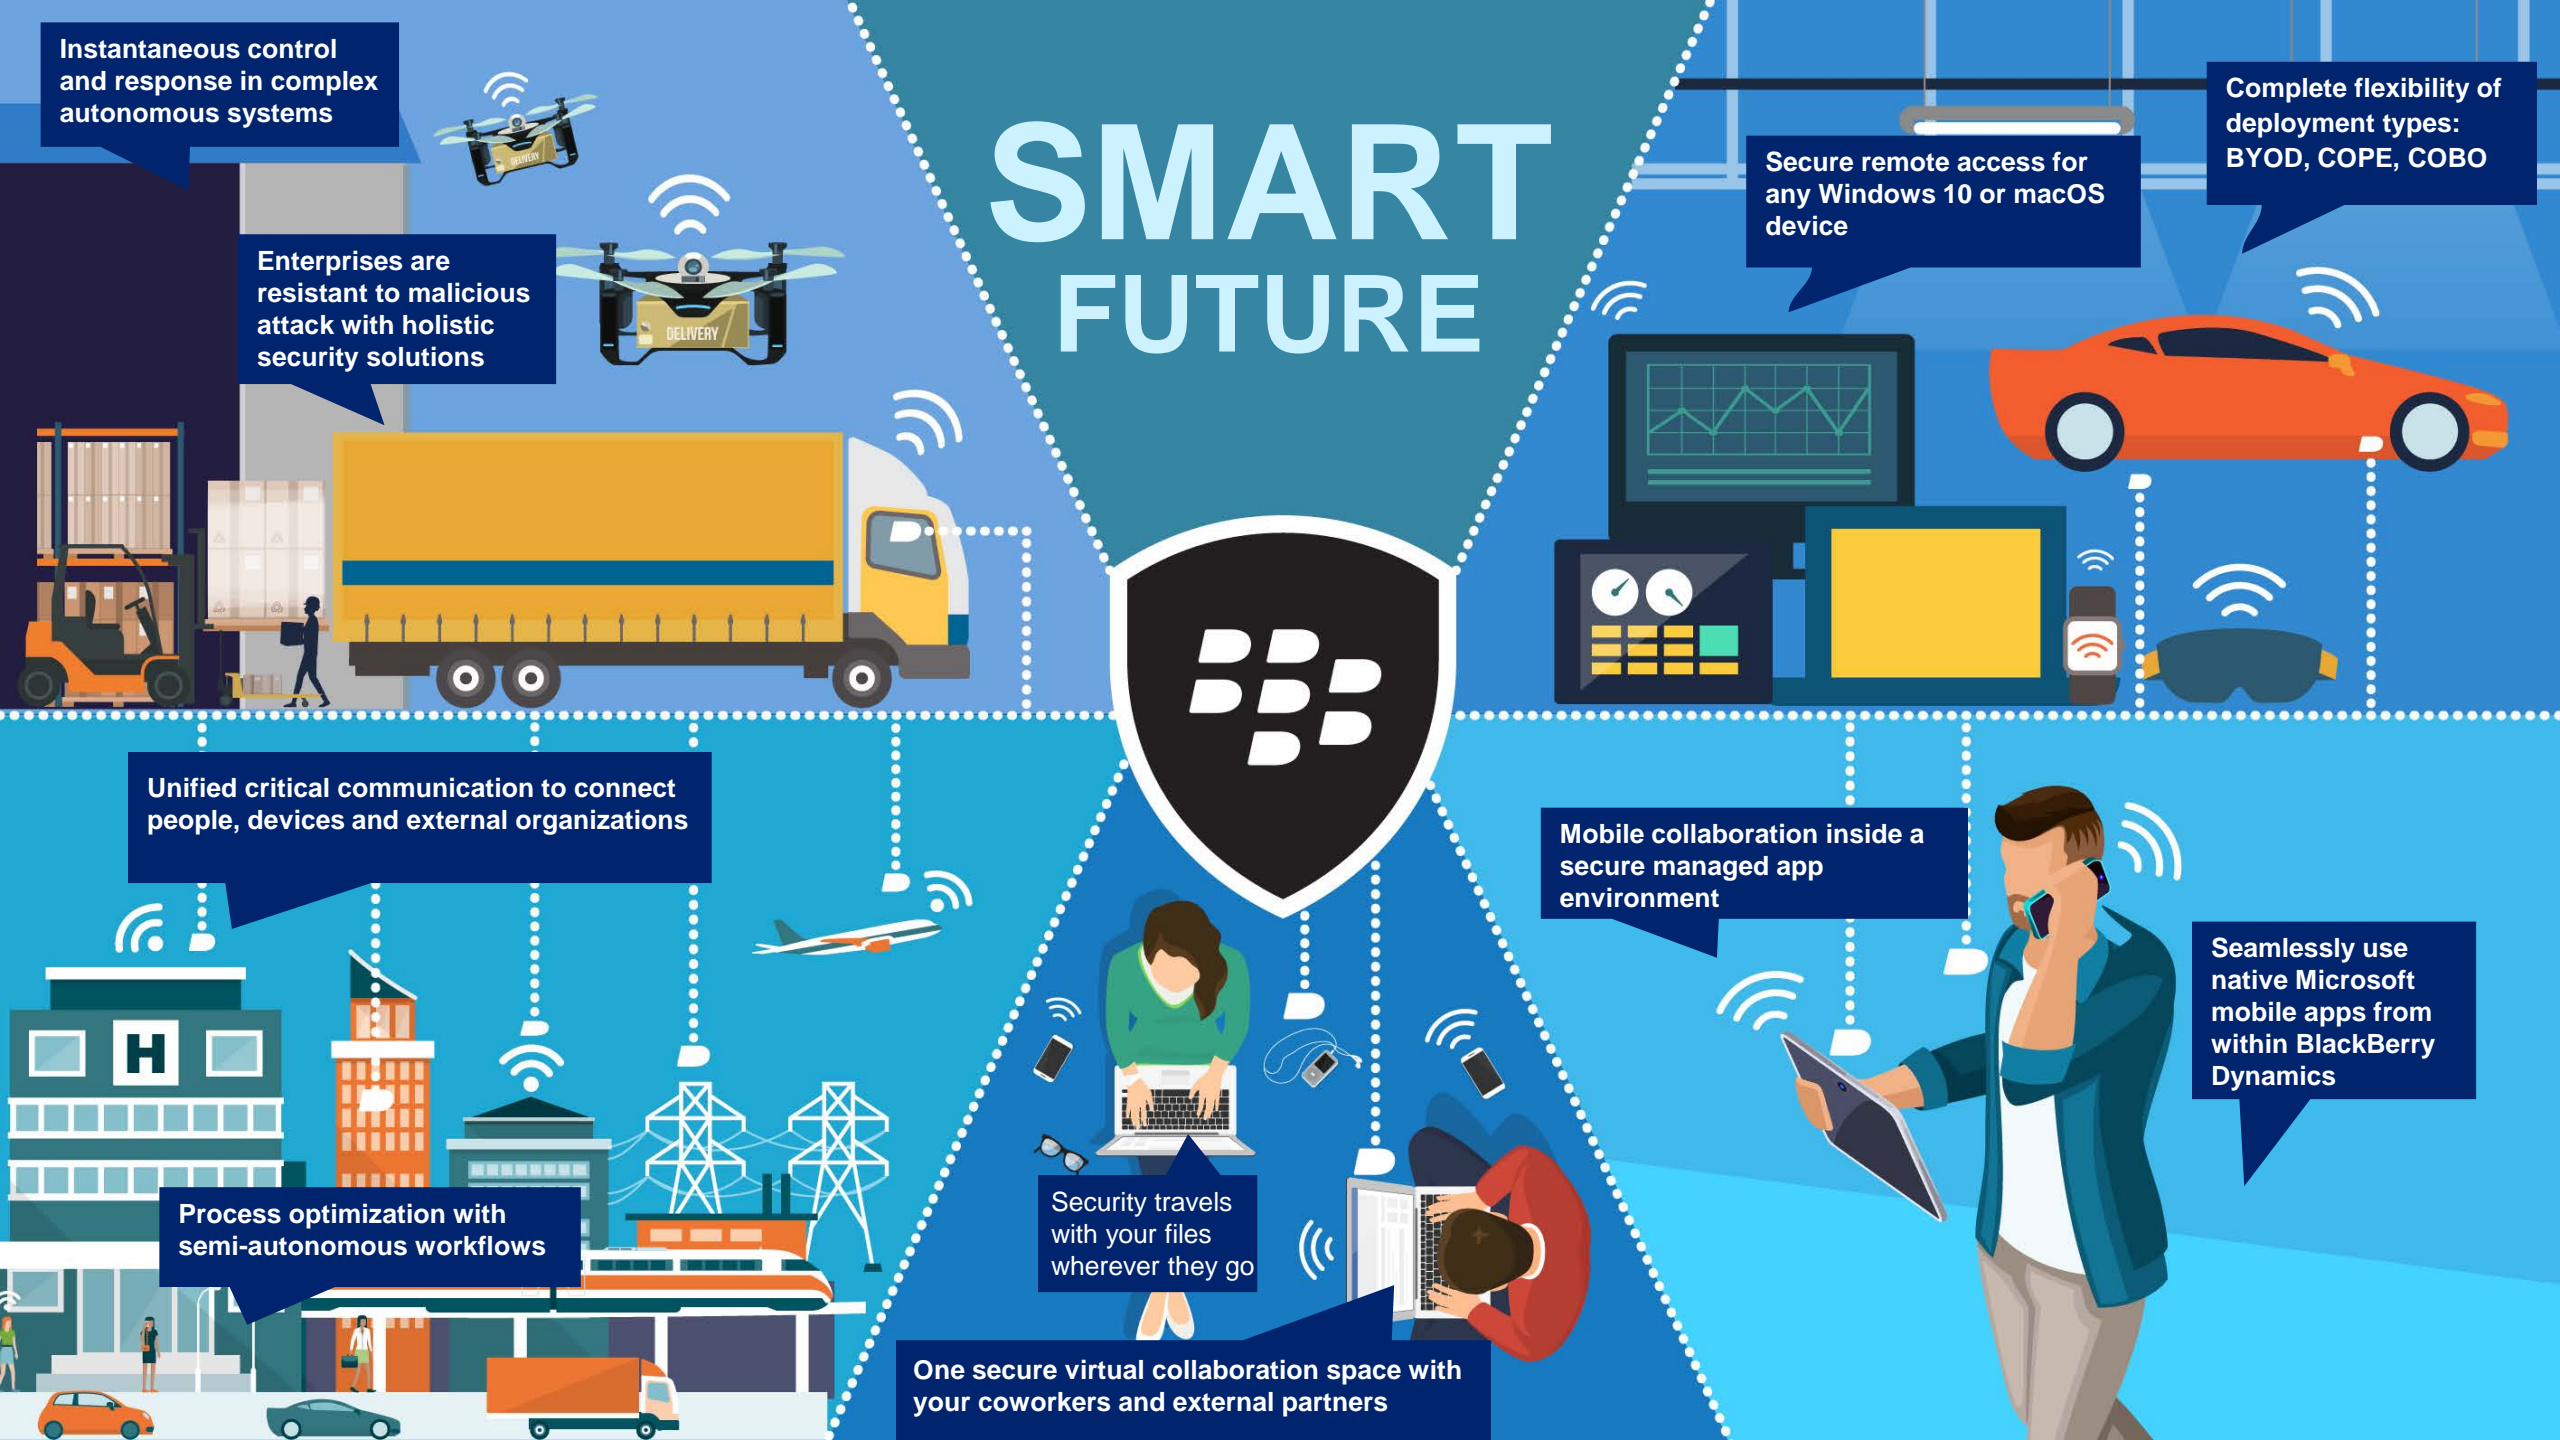 Instantaneous control
and response in complex
autonomous systems
DELIVERY
Enterprises are
resistant to malicious
attack with holistic
security solutions
DELIVERY
SMART
FUTURE
Secure remote access for
any Windows 10 or macOS
device
Complete flexibility of
deployment types:
BYOD, COPE, COBO
Unified critical communication to connect
people, devices and external organizations
H
Process optimization with
semi-autonomous workflows
Security travels
with your files
wherever they go
One secure virtual collaboration space with
your coworkers and external partners
Mobile collaboration inside a
secure managed app
environment
Seamlessly use
native Microsoft
mobile apps from
within BlackBerry
Dynamics